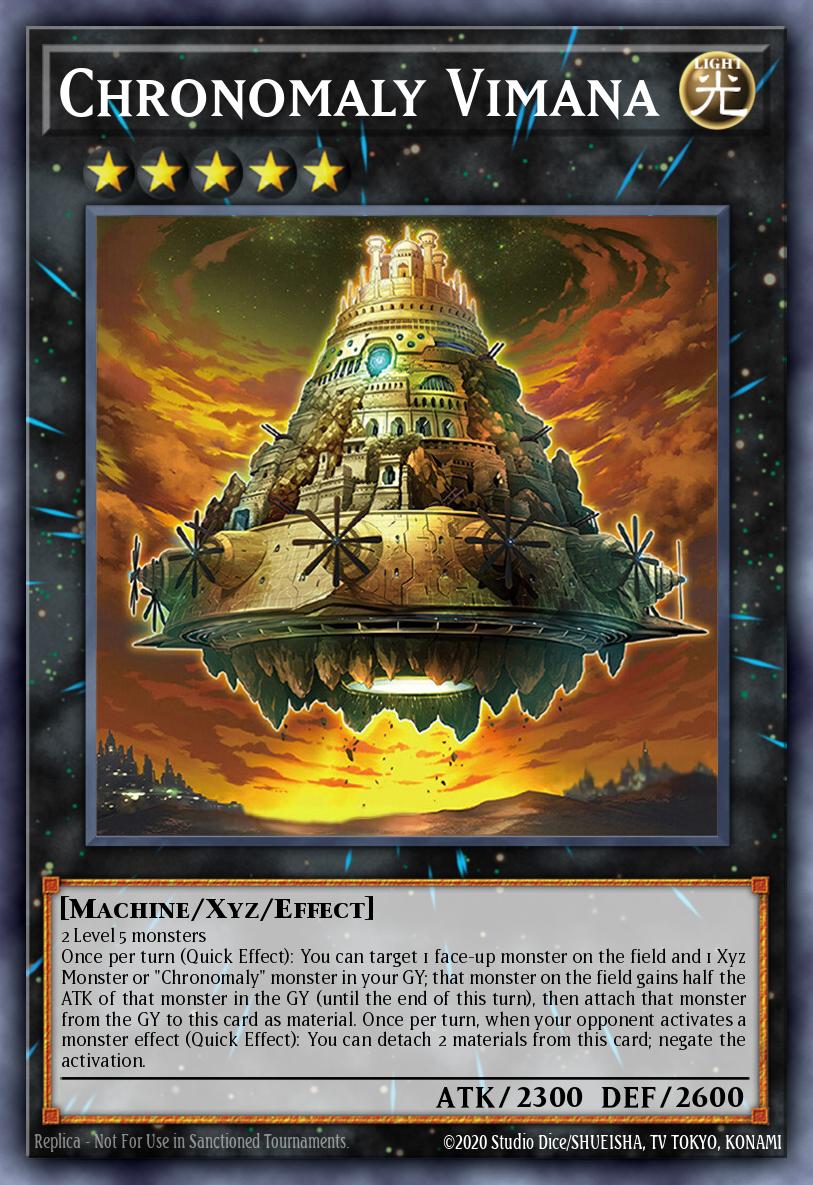 Chronomaly Vimana
LIGHT
光
[Machine/Xyz/Effect]
2 Level 5 monsters
Once per turn (Quick Effect): You can target 1 face-up monster on the field and 1 Xyz
Monster or "Chronomaly" monster in your GY; that monster on the field gains half the
ATK of that monster in the GY (until the end of this turn), then attach that monster
from the GY to this card as material. Once per turn, when your opponent activates a
monster effect (Quick Effect): You can detach 2 materials from this card; negate the
activation.
ATK/2300 DEF/2600
Replica - Not For Use in Sanctioned Tournaments.
©2020 Studio Dice/SHUEISHA, TV TOKYO, KONAMI